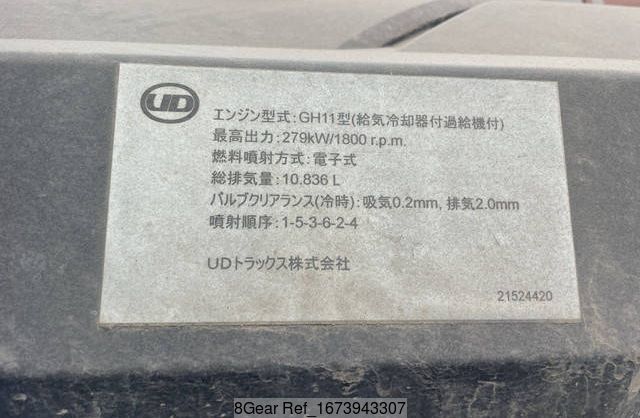 UD
エンジン型式:GH11型(給気冷却器付過給機付)
最高出力:279kW/1800 r.p.m.
燃料噴射方式:電子式
総排気量:10.836 L
バルブクリアランス(冷時):吸気0.2mm, 排気2.0mm
噴射順序:1-5-3-6-2-4
UDトラックス株式会社
21524420
8Gear Ref_1673943307